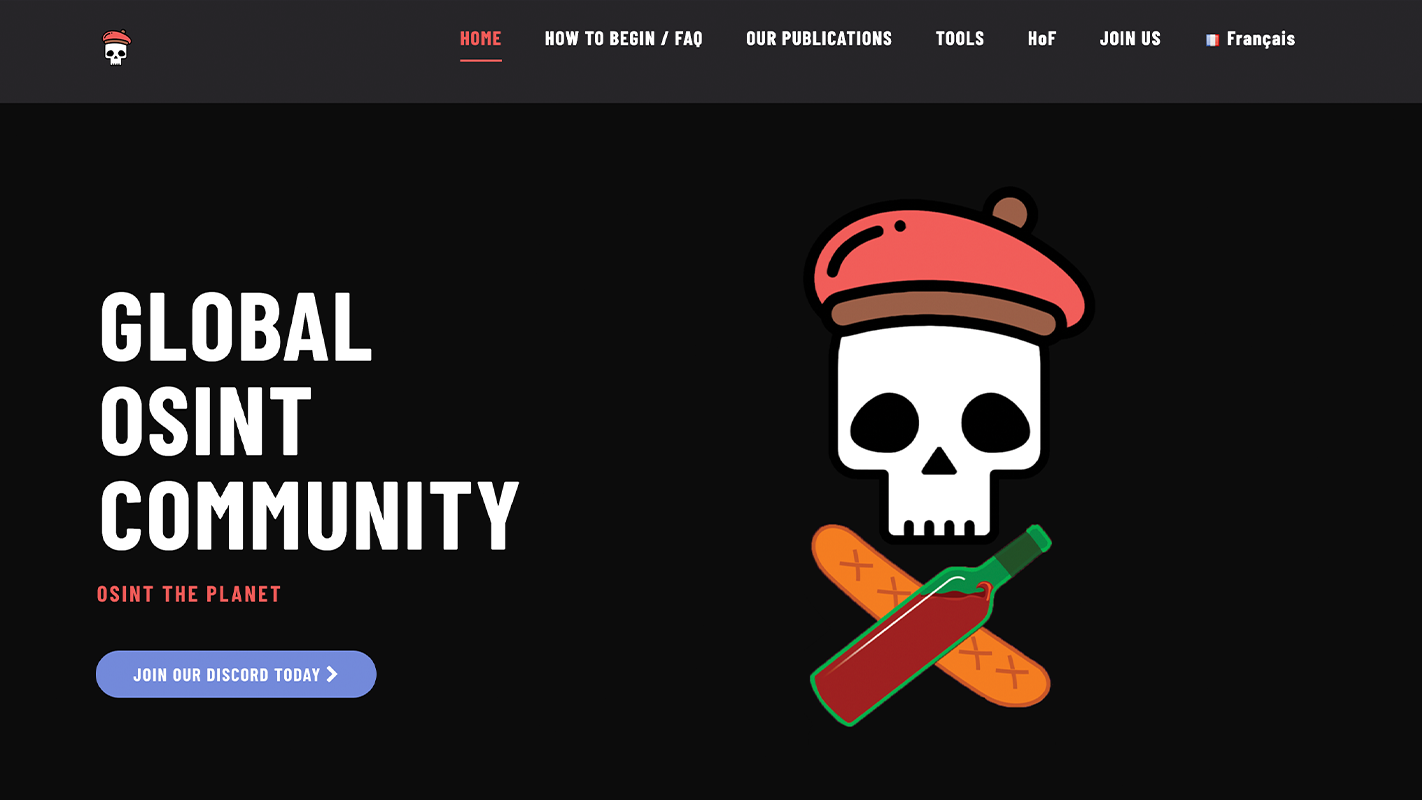 HOME HOW TO BEGIN / FAQ OUR PUBLICATIONS TOOLS HoF JOIN US Français
GLOBAL
OSINT
COMMUNITY
OSINT THE PLANET
JOIN OUR DISCORD TODAY